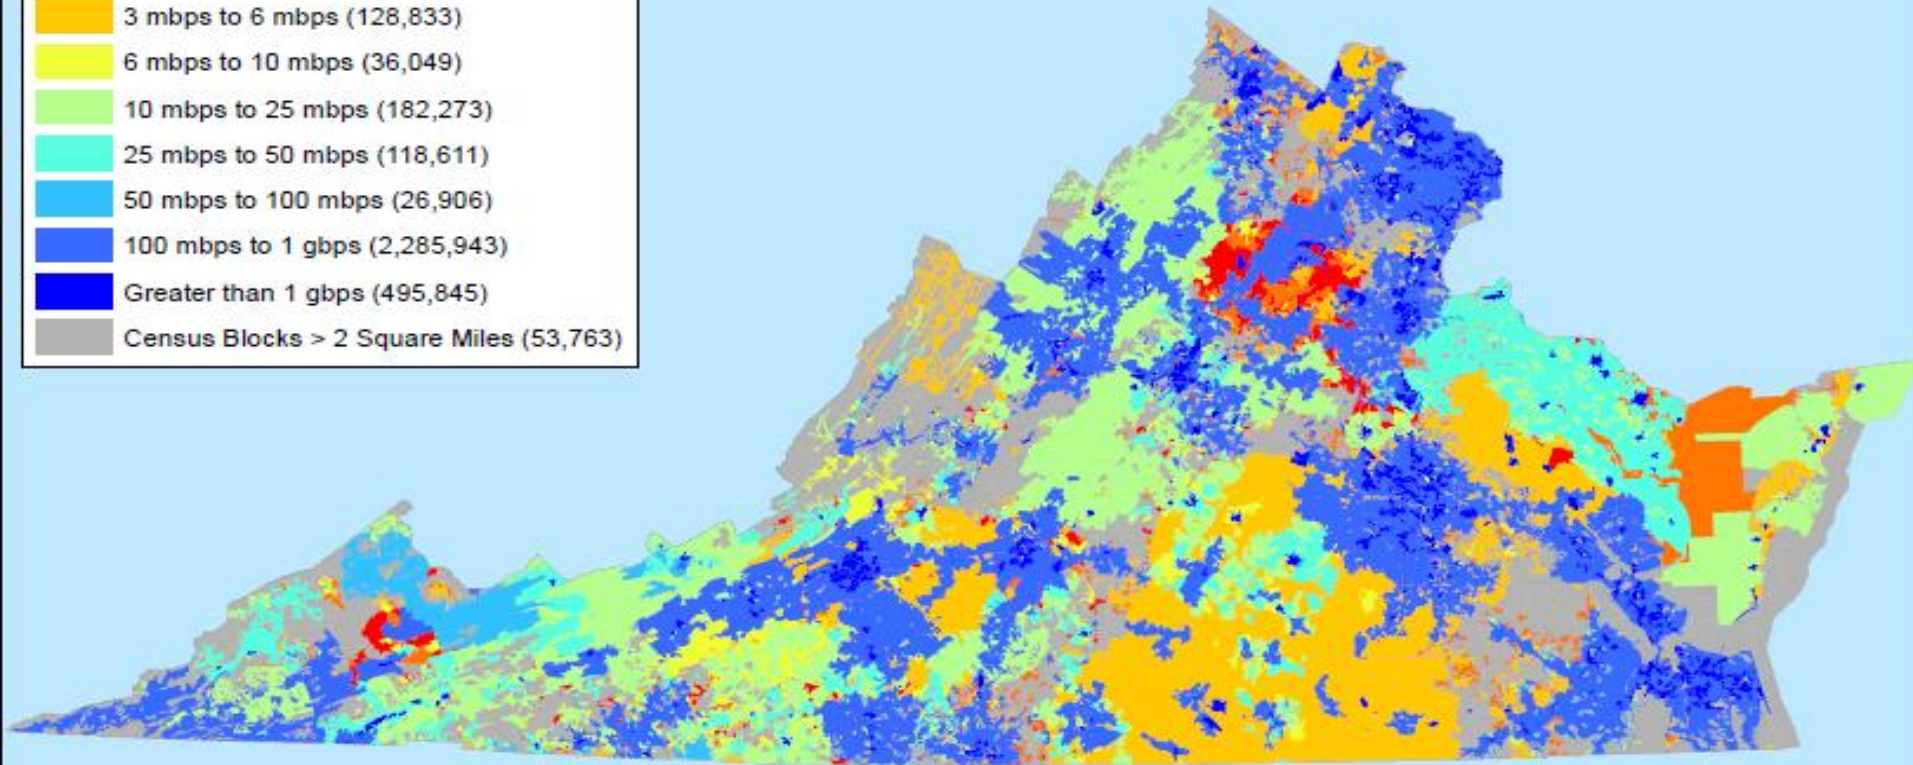 3 mbps to 6 mbps (128,833)
6 mbps to 10 mbps (36,049)
10 mbps to 25 mbps (182,273)
25 mbps to 50 mbps (118,611)
50 mbps to 100 mbps (26,906)
100 mbps to 1 gbps (2,285,943)
Greater than 1 gbps (495,845)
Census Blocks > 2 Square Miles (53,763)